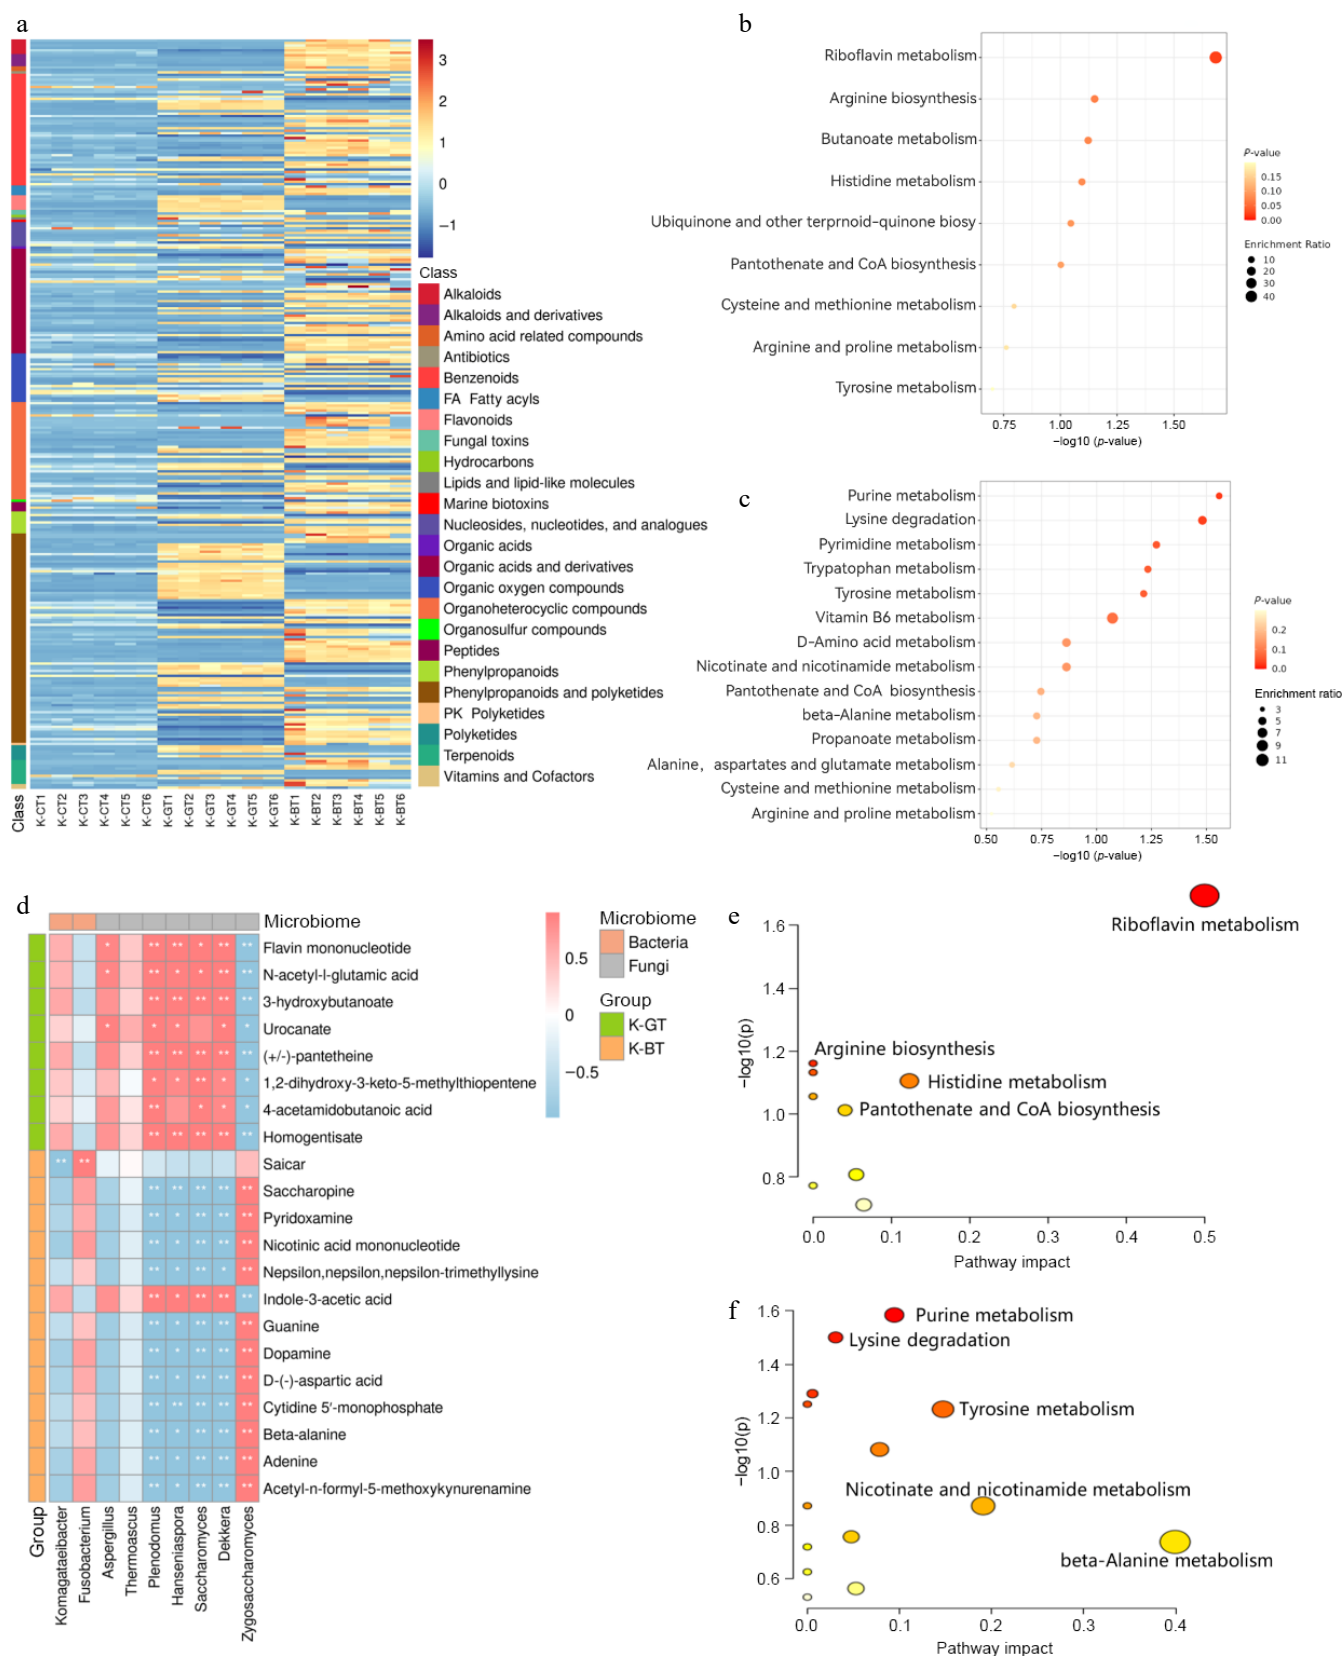 a
3
2
1
0
−1
Class
Alkaloids
Alkaloids and derivatives
Amino acid related compounds
Antibiotics
Benzenoids
FA Fatty acyls
Flavonoids
Fungal toxins
Hydrocarbons
Lipids and lipid-like molecules
Marine biotoxins
Nucleosides, nucleotides, and analogues
Organic acids
Organic acids and derivatives
Organic oxygen compounds
Organoheterocyclic compounds
Organosulfur compounds
Peptides
Phenylpropanoids
Phenylpropanoids and polyketides
PK Polyketides
Polyketides
Terpenoids
Vitamins and Cofactors
Class
K-CT1
K-CT2
K-CT3
K-CT4
K-CT5
K-CT6
K-GT1
K-GT2
K-GT3
K-GT4
K-GT5
K-GT6
K-BT1
K-BT2
K-BT3
K-BT4
K-BT5
K-BT6
b
Riboflavin metabolism
Arginine biosynthesis
Butanoate metabolism
Histidine metabolism
Ubiquinone and other terprnoid-quinone biosy
Pantothenate and CoA biosynthesis
Cysteine and methionine metabolism
Arginine and proline metabolism
Tyrosine metabolism
0.75 1.00 1.25 1.50
−log10 (p-value)
P-value
0.15
0.10
0.05
0.00
Enrichment Ratio
10
20
30
40
c
Purine metabolism
Lysine degradation
Pyrimidine metabolism
Trypatophan metabolism
Tyrosine metabolism
Vitamin B6 metabolism
D-Amino acid metabolism
Nicotinate and nicotinamide metabolism
Pantothenate and CoA biosynthesis
beta-Alanine metabolism
Propanoate metabolism
Alanine, aspartates and glutamate metabolism
Cysteine and methionine metabolism
Arginine and proline metabolism
0.50 0.75 1.00 1.25 1.50
−log10 (p-value)
P-value
0.2
0.1
0.0
Enrichment ratio
3
5
7
9
11
d
Microbiome
Flavin mononucleotide
N-acetyl-l-glutamic acid
3-hydroxybutanoate
Urocanate
(+/-)-pantetheine
1,2-dihydroxy-3-keto-5-methylthiopentene
4-acetamidobutanoic acid
Homogentisate
Saicar
Saccharopine
Pyridoxamine
Nicotinic acid mononucleotide
Nepsilon,nepsilon,nepsilon-trimethyllysine
Indole-3-acetic acid
Guanine
Dopamine
D-(-)-aspartic acid
Cytidine 5′-monophosphate
Beta-alanine
Adenine
Acetyl-n-formyl-5-methoxykynurenamine
Group
Komagataeibacter
Fusobacterium
Aspergillus
Thermoascus
Plenodomus
Hanseniaspora
Saccharomyces
Dekkera
Zygosaccharomyces
0.5
0
−0.5
Microbiome
Bacteria
Fungi
Group
K-GT
K-BT
e
Riboflavin metabolism
Arginine biosynthesis
Histidine metabolism
Pantothenate and CoA biosynthesis
1.6
1.4
1.2
1.0
0.8
−log10(p)
0.0 0.1 0.2 0.3 0.4 0.5
Pathway impact
f
Purine metabolism
Lysine degradation
Tyrosine metabolism
Nicotinate and nicotinamide metabolism
beta-Alanine metabolism
1.6
1.4
1.2
1.0
0.8
0.6
−log10(p)
0.0 0.1 0.2 0.3 0.4
Pathway impact